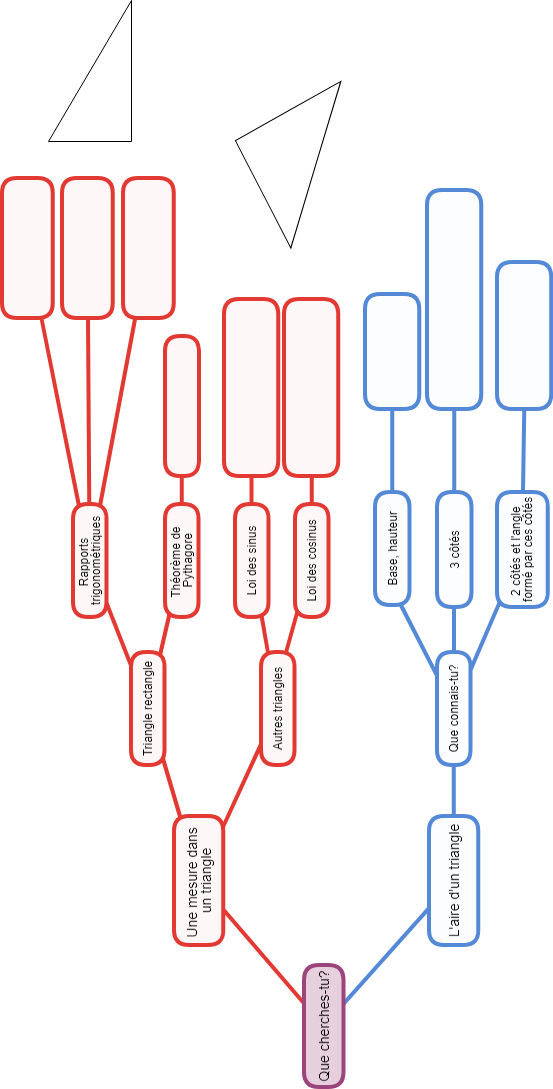 Que cherches-tu?
Une mesure dans
un triangle
Triangle rectangle
Rapports
trigonométriques
Théorème de
Pythagore
Autres triangles
Loi des sinus
Loi des cosinus
L'aire d'un triangle
Que connais-tu?
Base, hauteur
3 côtés
2 côtés et l'angle
formé par ces côtés